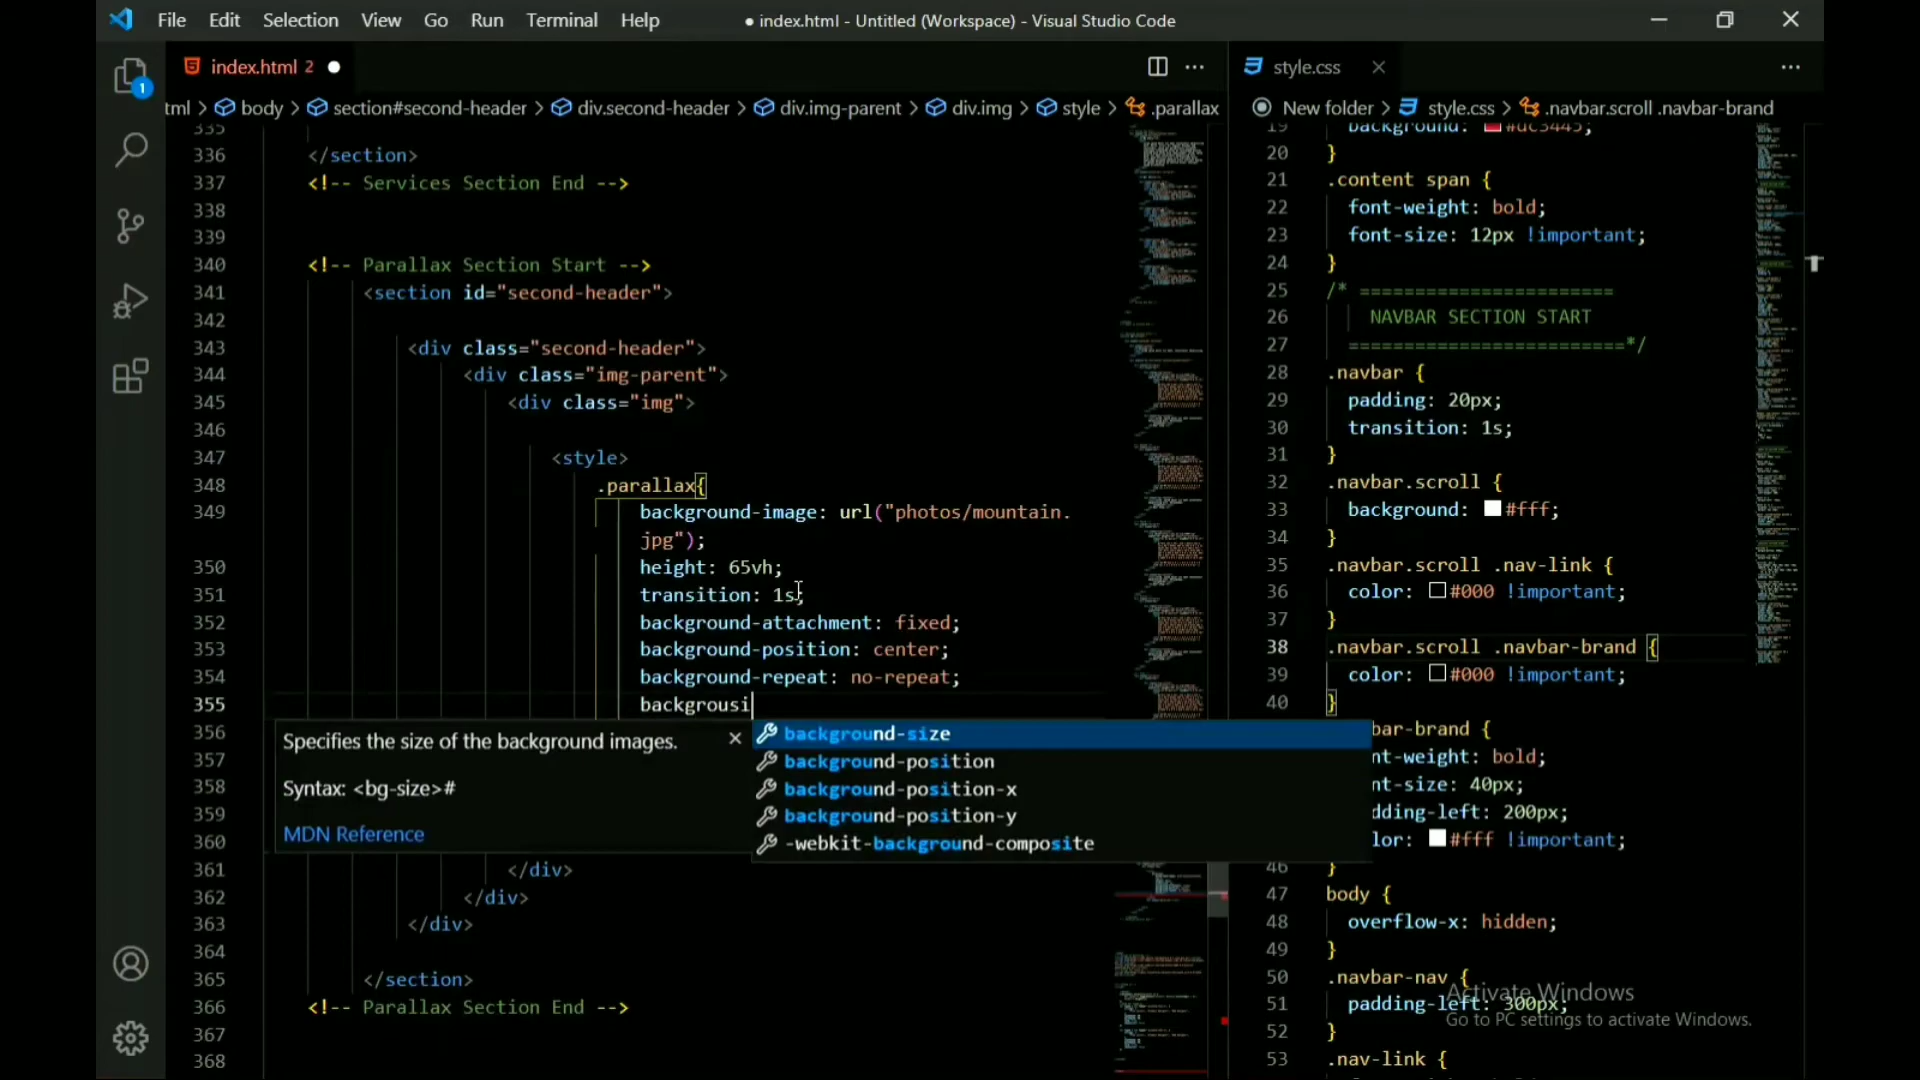 File Edit Selection View Go Run Terminal Help
● index.html - Untitled (Workspace) - Visual Studio Code
index.html 2 ●
tml > body > section#second-header > div.second-header > div.img-parent > div.img > style > .parallax
335
336 </section>
337 <!-- Services Section End -->
338
339
340 <!-- Parallax Section Start -->
341 <section id="second-header">
342
343 <div class="second-header">
344 <div class="img-parent">
345 <div class="img">
346
347 <style>
348 .parallax{
349 background-image: url("photos/mountain.
jpg");
350 height: 65vh;
351 transition: 1s;
352 background-attachment: fixed;
353 background-position: center;
354 background-repeat: no-repeat;
355 backgrousi
356
357
358
359
360
361 </div>
362 </div>
363 </div>
364
365 </section>
366 <!-- Parallax Section End -->
367
368
Specifies the size of the background images.
Syntax: <bg-size>#
MDN Reference
background-size
background-position
background-position-x
background-position-y
-webkit-background-composite
style.css
New folder > style.css > .navbar.scroll .navbar-brand
19 background: #dc3445;
20 }
21 .content span {
22 font-weight: bold;
23 font-size: 12px !important;
24 }
25 /* =======================
26 NAVBAR SECTION START
27 =========================*/
28 .navbar {
29 padding: 20px;
30 transition: 1s;
31 }
32 .navbar.scroll {
33 background: #fff;
34 }
35 .navbar.scroll .nav-link {
36 color: #000 !important;
37 }
38 .navbar.scroll .navbar-brand {
39 color: #000 !important;
40 }
bar-brand {
nt-weight: bold;
nt-size: 40px;
dding-left: 200px;
lor: #fff !important;
46 }
47 body {
48 overflow-x: hidden;
49 }
50 .navbar-nav {
51 padding-left: 300px;
52 }
53 .nav-link {
Activate Windows
Go to PC settings to activate Windows.
1